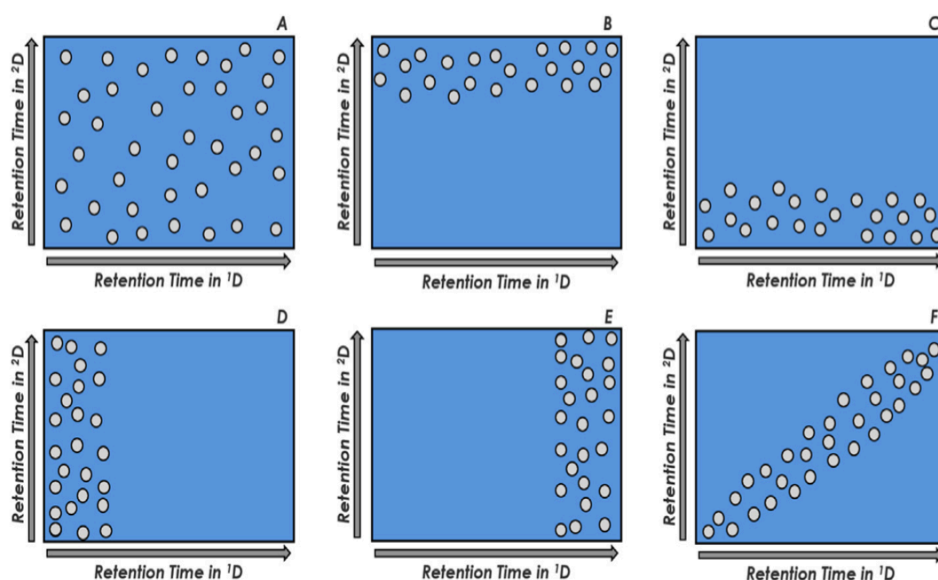 A
Retention Time in ²D
Retention Time in ¹D
B
Retention Time in ²D
Retention Time in ¹D
C
Retention Time in ²D
Retention Time in ¹D
D
Retention Time in ²D
Retention Time in ¹D
E
Retention Time in ²D
Retention Time in ¹D
F
Retention Time in ²D
Retention Time in ¹D